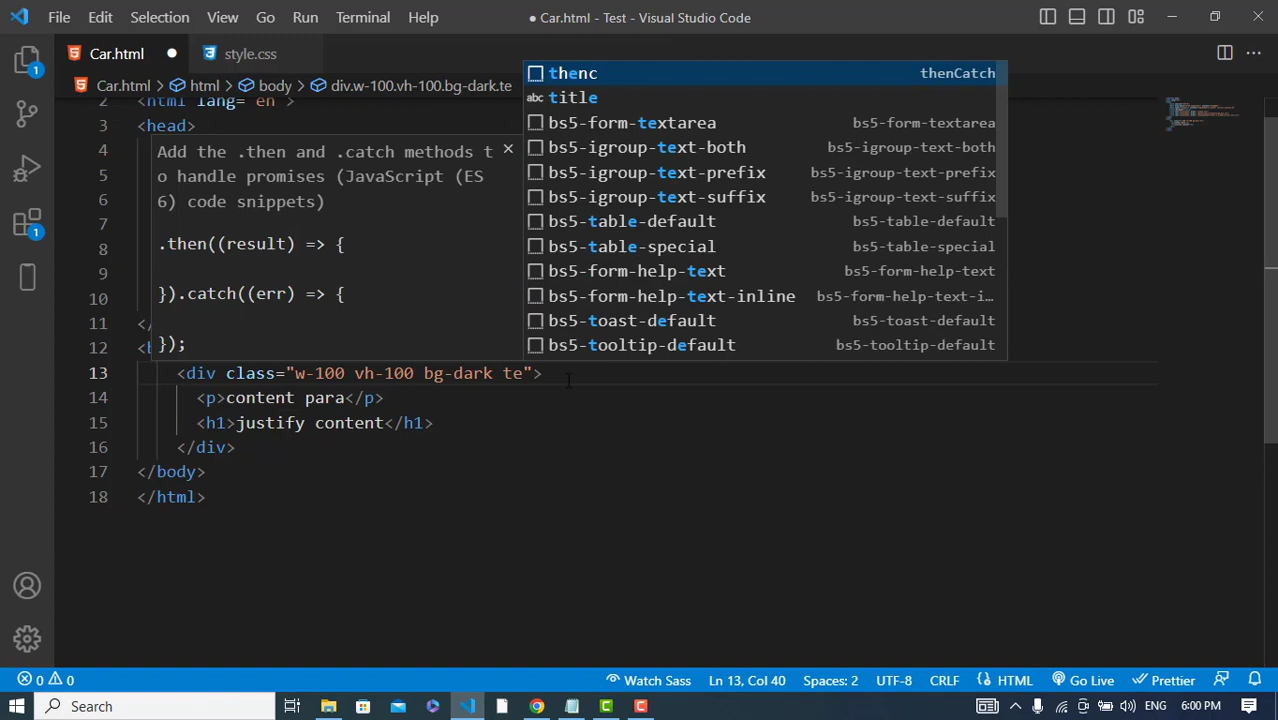 File Edit Selection View Go Run Terminal Help
● Car.html - Test - Visual Studio Code
Car.html ●
style.css
Car.html > html > body > div.w-100.vh-100.bg-dark.te
2 <html lang="en">
3 <head>
4
5
6
7
8
9
10
11 </
12 <b
13 <div class="w-100 vh-100 bg-dark te">
14 <p>content para</p>
15 <h1>justify content</h1>
16 </div>
17 </body>
18 </html>
Add the .then and .catch methods t
o handle promises (JavaScript (ES
6) code snippets)
.then((result) => {
}).catch((err) => {
});
thenc thenCatch
abc title
bs5-form-textarea bs5-form-textarea
bs5-igroup-text-both bs5-igroup-text-both
bs5-igroup-text-prefix bs5-igroup-text-prefix
bs5-igroup-text-suffix bs5-igroup-text-suffix
bs5-table-default bs5-table-default
bs5-table-special bs5-table-special
bs5-form-help-text bs5-form-help-text
bs5-form-help-text-inline bs5-form-help-text-i…
bs5-toast-default bs5-toast-default
bs5-tooltip-default bs5-tooltip-default
1
1
0 0 Watch Sass Ln 13, Col 40 Spaces: 2 UTF-8 CRLF HTML Go Live Prettier
Search ENG 6:00 PM